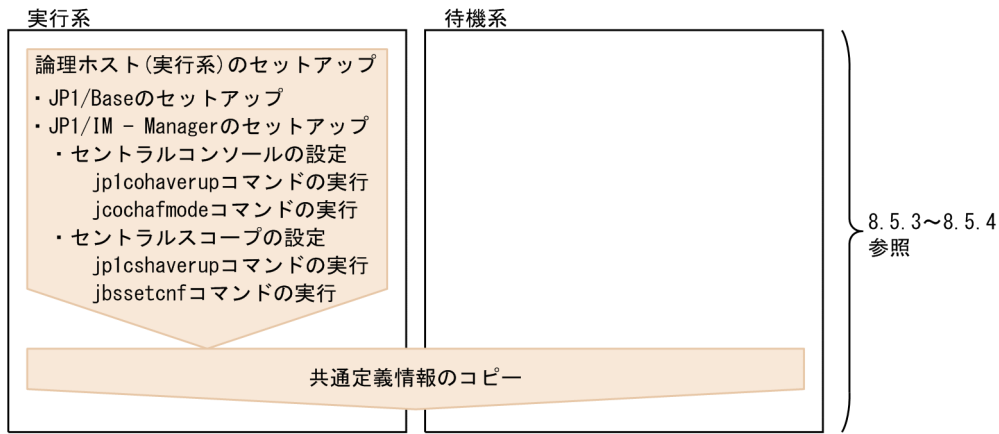 実行系
待機系
論理ホスト(実行系)のセットアップ
・JP1/Baseのセットアップ
・JP1/IM - Managerのセットアップ
・セントラルコンソールの設定
jp1cohaverupコマンドの実行
jcochafmodeコマンドの実行
・セントラルスコープの設定
jp1cshaverupコマンドの実行
jbssetcnfコマンドの実行
共通定義情報のコピー
8.5.3～8.5.4
参照